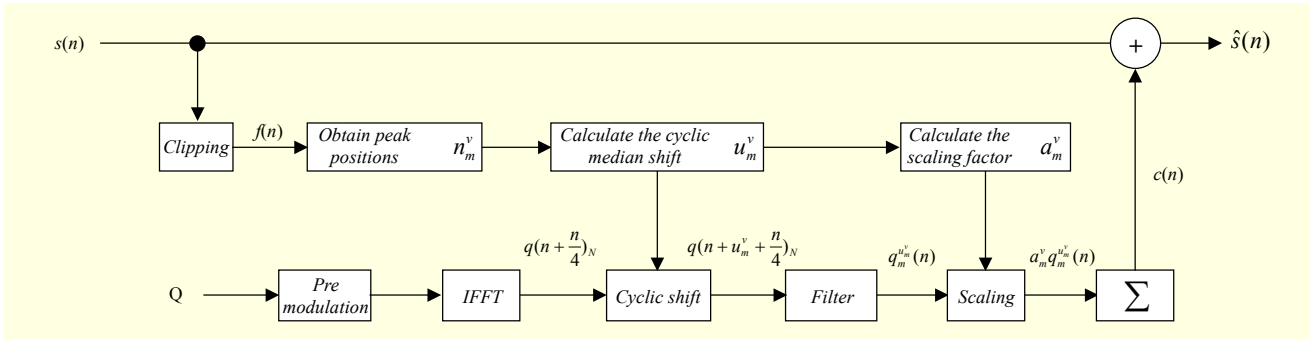 s(n)
+
ŝ(n)
Clipping
f(n)
Obtain peak
positions
n_m^v
Calculate the cyclic
median shift
u_m^v
Calculate the
scaling factor
a_m^v
c(n)
Q
Pre
modulation
IFFT
q(n+n/4)_N
Cyclic shift
q(n+u_m^v+n/4)_N
Filter
q_m^{u_m^v}(n)
Scaling
a_m^v q_m^{u_m^v}(n)
Σ